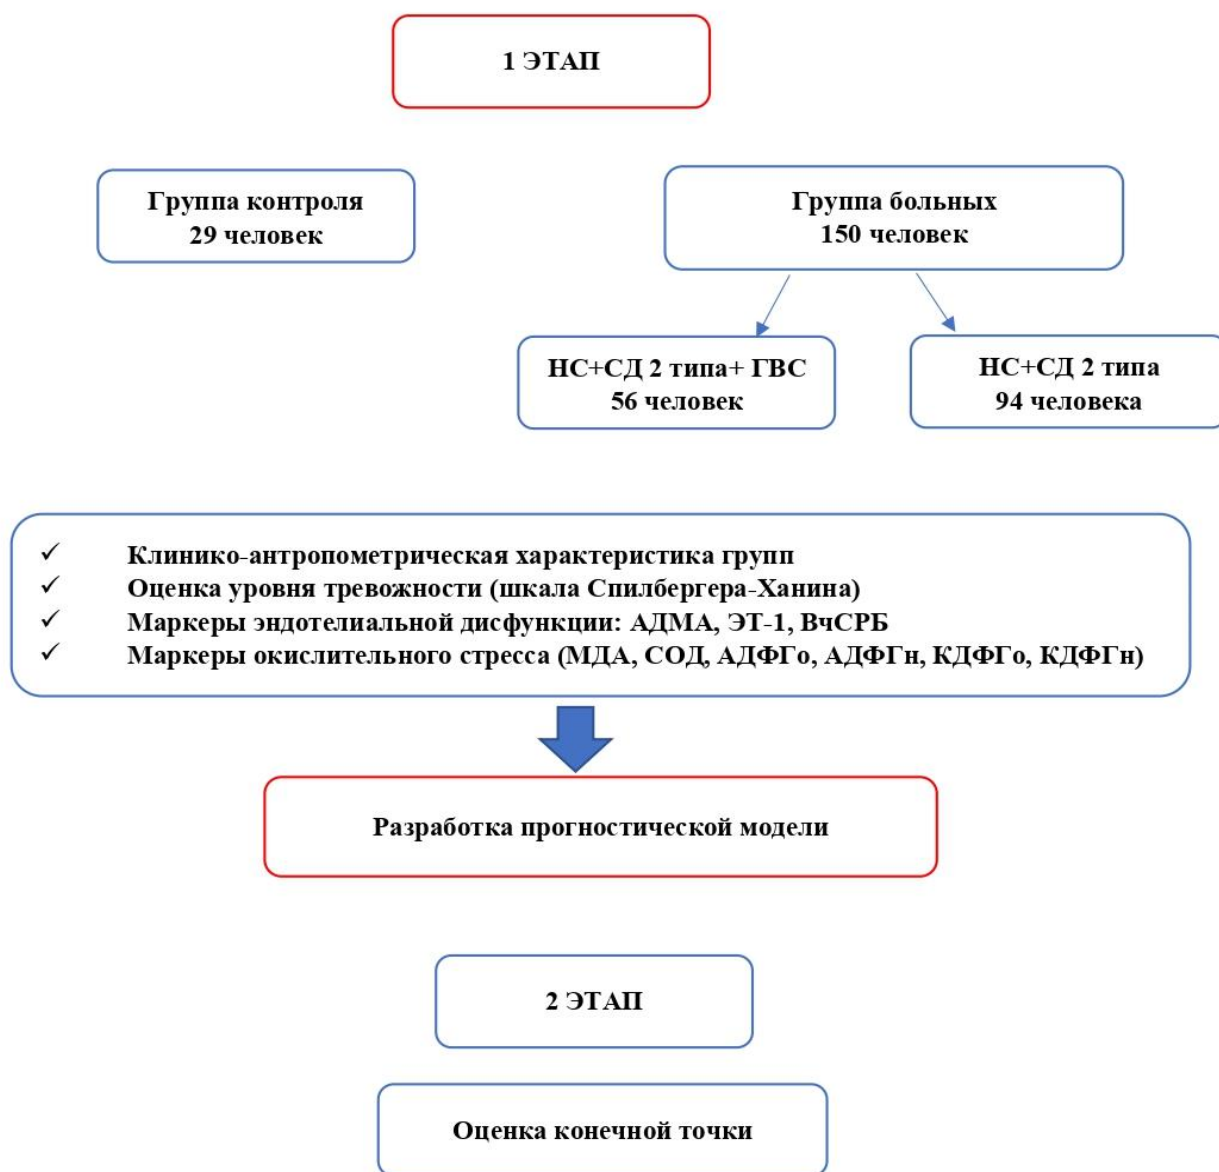 1 ЭТАП
Группа контроля
29 человек
Группа больных
150 человек
НС+СД 2 типа+ ГВС
56 человек
НС+СД 2 типа
94 человека
✓ Клинико-антропометрическая характеристика групп
✓ Оценка уровня тревожности (шкала Спилбергера-Ханина)
✓ Маркеры эндотелиальной дисфункции: АДМА, ЭТ-1, ВчСРБ
✓ Маркеры окислительного стресса (МДА, СОД, АДФГо, АДФГн, КДФГо, КДФГн)
Разработка прогностической модели
2 ЭТАП
Оценка конечной точки